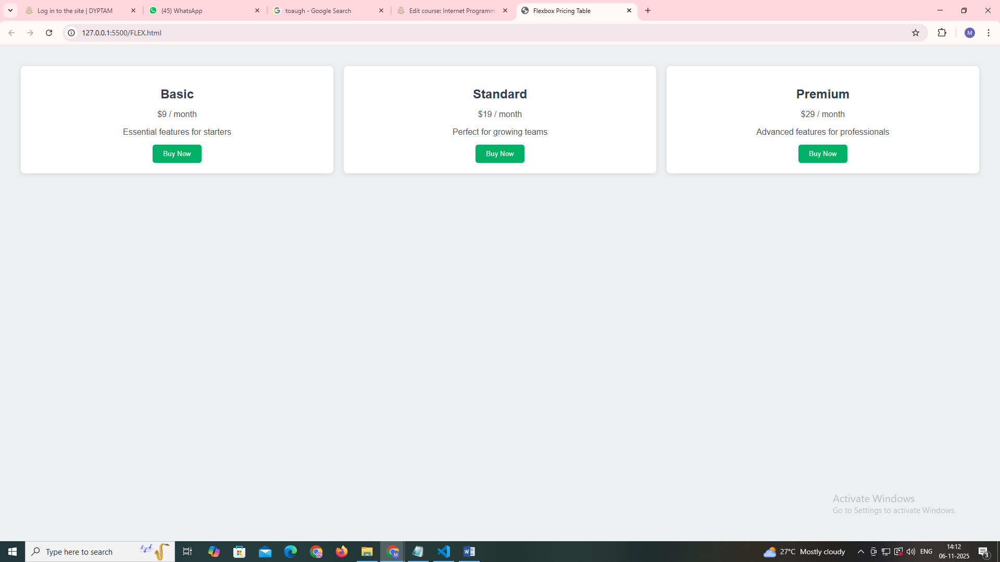 Log in to the site | DYPTAM
(45) WhatsApp
toaugh - Google Search
Edit course: Internet Programmi
Flexbox Pricing Table
127.0.0.1:5500/FLEX.html
M
Basic
$9 / month
Essential features for starters
Buy Now
Standard
$19 / month
Perfect for growing teams
Buy Now
Premium
$29 / month
Advanced features for professionals
Buy Now
Activate Windows
Go to Settings to activate Windows.
Type here to search
M
27°C Mostly cloudy
ENG
14:12
06-11-2025
3